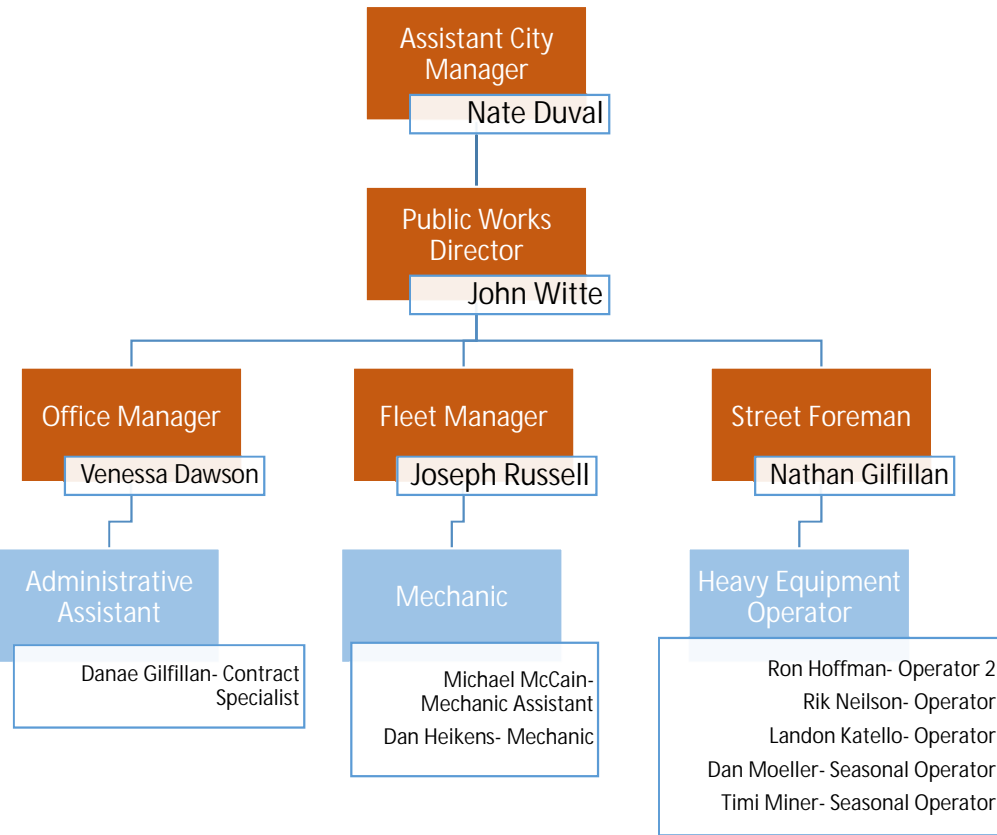 Assistant City
Manager
Nate Duval
Public Works
Director
John Witte
Office Manager
Venessa Dawson
Fleet Manager
Joseph Russell
Street Foreman
Nathan Gilfillan
Administrative
Assistant
Danae Gilfillan- Contract
Specialist
Mechanic
Michael McCain-
Mechanic Assistant
Dan Heikens- Mechanic
Heavy Equipment
Operator
Ron Hoffman- Operator 2
Rik Neilson- Operator
Landon Katello- Operator
Dan Moeller- Seasonal Operator
Timi Miner- Seasonal Operator